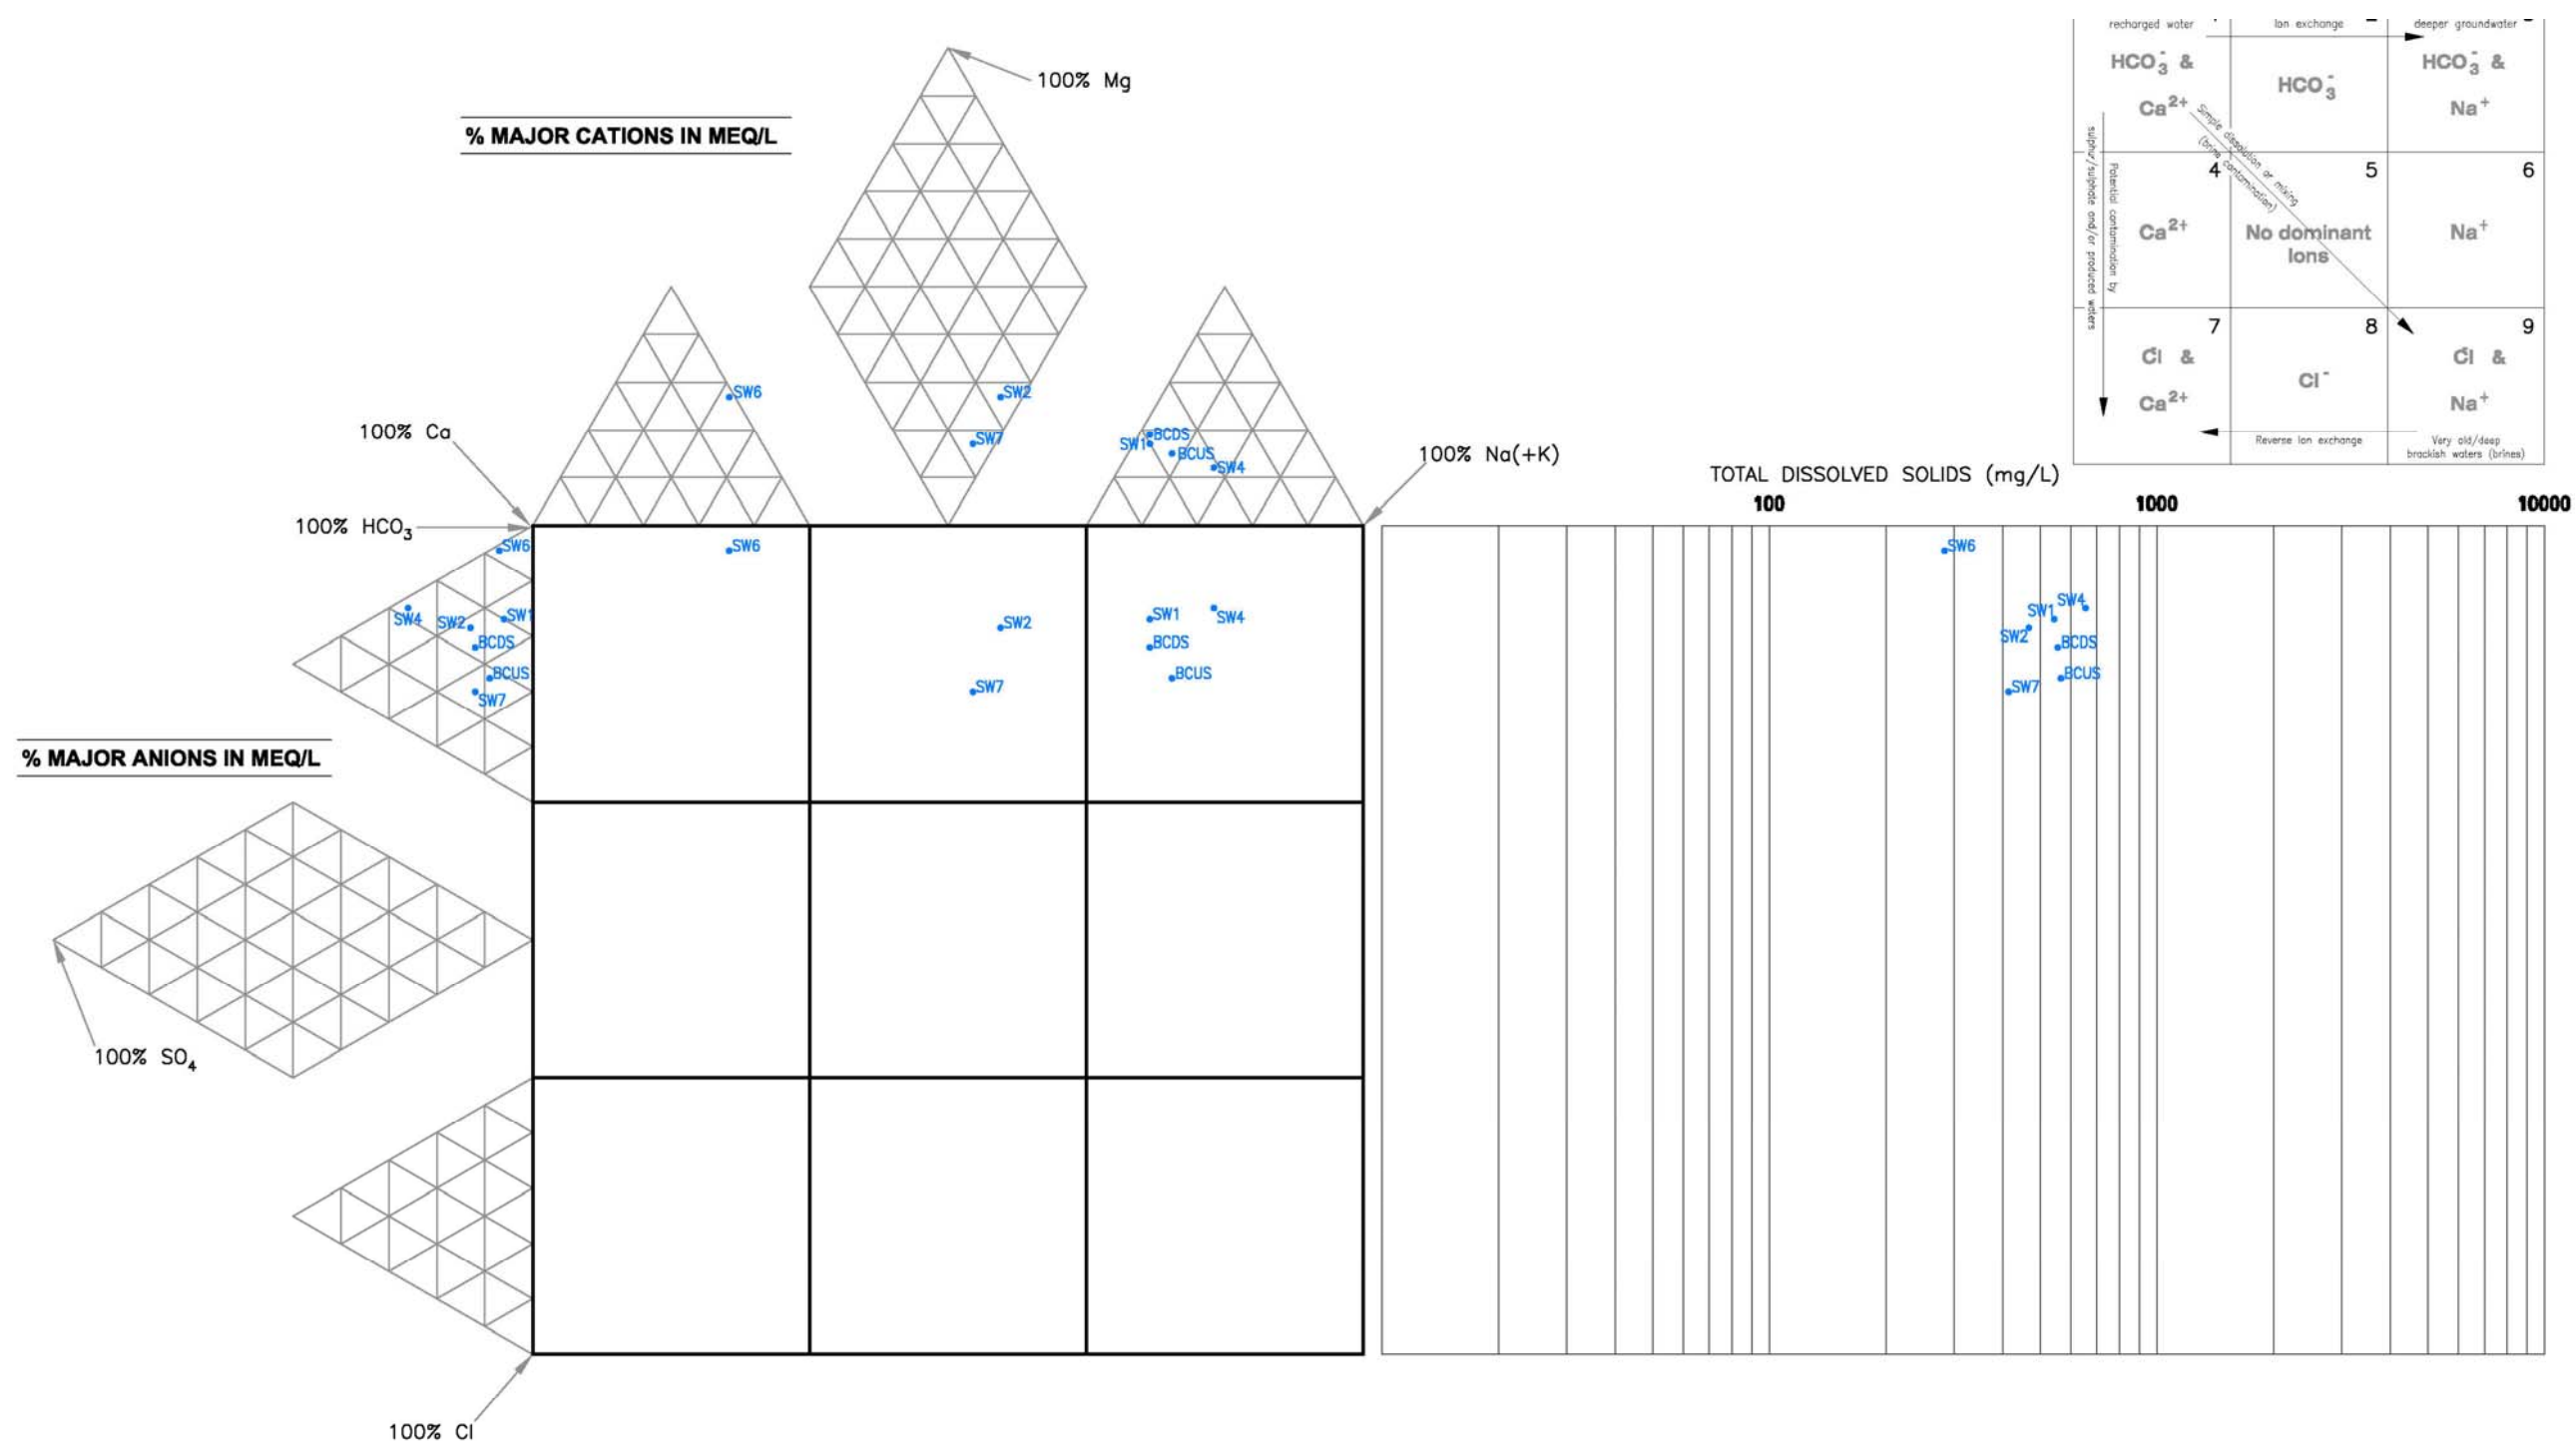 % MAJOR CATIONS IN MEQ/L
100% Mg
100% Ca
100% HCO3
100% Na(+K)
SW6
SW2
SW7
BCDS
SW1
BCUS
SW4
SW6
SW4
SW2
SW1
BCDS
BCUS
SW7
SW6
SW2
SW7
SW1
SW4
BCDS
BCUS
% MAJOR ANIONS IN MEQ/L
100% SO4
100% Cl
recharged water
Ion exchange
deeper groundwater
HCO3- &
Ca2+
HCO3-
HCO3- &
Na+
Simple dissolution or mixing
(brine contamination)
sulphur/sulphate and/or produced waters
Potential contamination by
4
Ca2+
5
No dominant
Ions
6
Na+
7
Cl- &
Ca2+
8
Cl-
9
Cl- &
Na+
Reverse Ion exchange
Very old/deep
brackish waters (brines)
TOTAL DISSOLVED SOLIDS (mg/L)
100
1000
10000
SW6
SW4
SW1
SW2
BCDS
BCUS
SW7